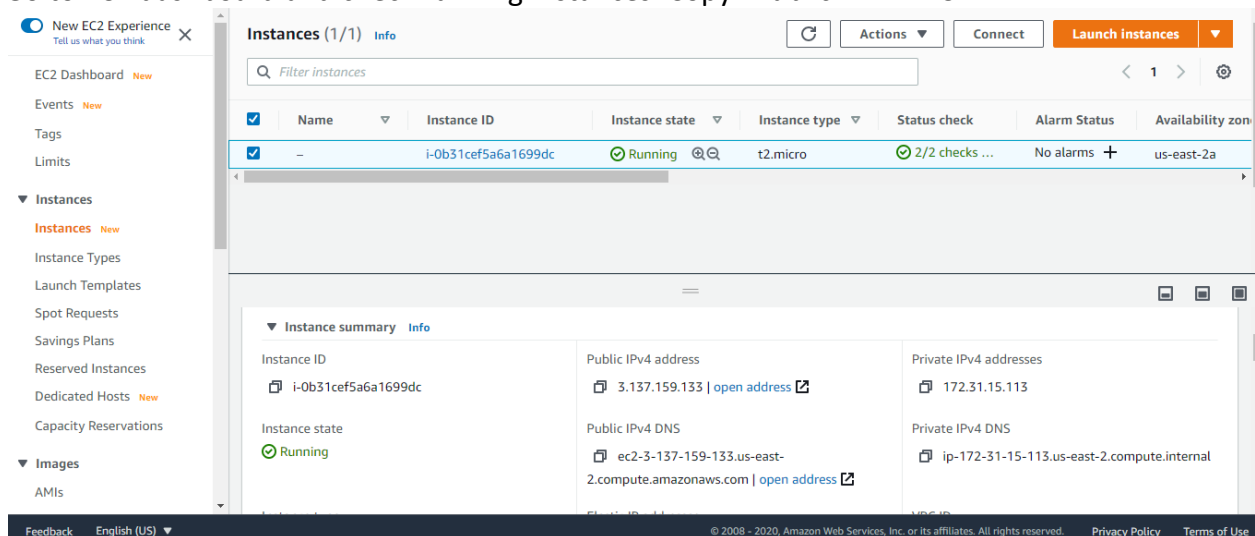 New EC2 Experience
Tell us what you think
EC2 Dashboard New
Events New
Tags
Limits
Instances
Instances New
Instance Types
Launch Templates
Spot Requests
Savings Plans
Reserved Instances
Dedicated Hosts New
Capacity Reservations
Images
AMIs
Instances (1/1) Info
Actions
Connect
Launch instances
Filter instances
1
Name Instance ID Instance state Instance type Status check Alarm Status Availability zon
– i-0b31cef5a6a1699dc Running t2.micro 2/2 checks ... No alarms + us-east-2a
Instance summary Info
Instance ID
i-0b31cef5a6a1699dc
Public IPv4 address
3.137.159.133 | open address
Private IPv4 addresses
172.31.15.113
Instance state
Running
Public IPv4 DNS
ec2-3-137-159-133.us-east-
2.compute.amazonaws.com | open address
Private IPv4 DNS
ip-172-31-15-113.us-east-2.compute.internal
Feedback English (US) © 2008 - 2020, Amazon Web Services, Inc. or its affiliates. All rights reserved. Privacy Policy Terms of Use